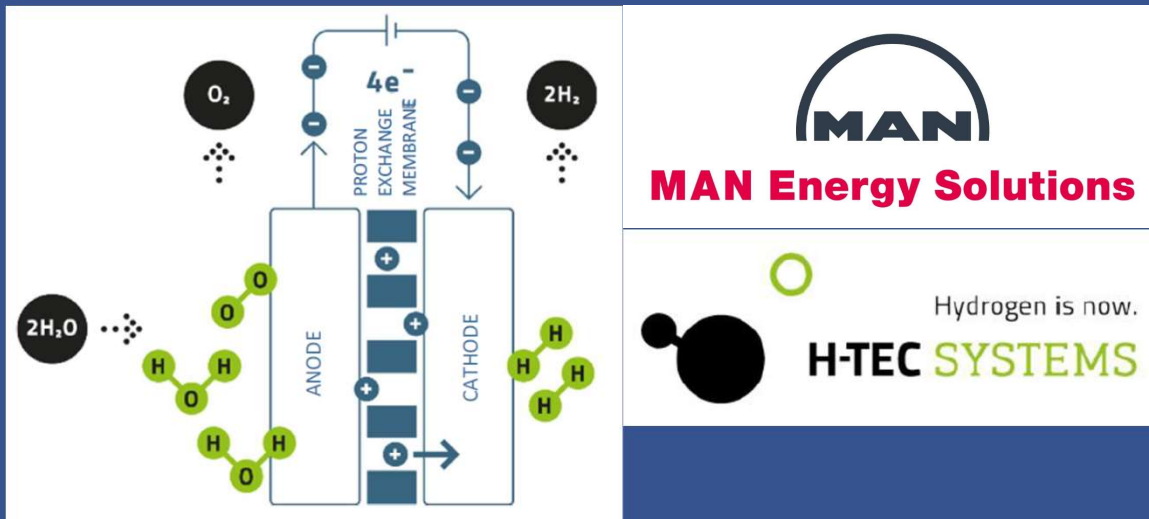 4e⁻
O₂
2H₂
PROTON
EXCHANGE
MEMBRANE
2H₂O
O
O
H
H
O
H
H
O
ANODE
CATHODE
H
H
H
H
MAN
MAN Energy Solutions
Hydrogen is now.
H-TEC SYSTEMS